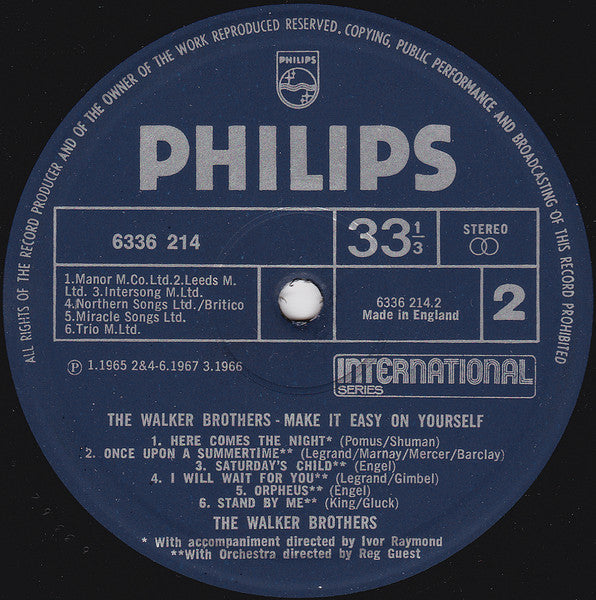 ALL RIGHTS OF THE RECORD PRODUCER AND OF THE OWNER OF THE WORK REPRODUCED RESERVED. COPYING, PUBLIC PERFORMANCE AND BROADCASTING OF THIS RECORD PROHIBITED
PHILIPS
PHILIPS
6336 214
33 1/3
STEREO
1.Manor M.Co.Ltd.2.Leeds M.
Ltd. 3.Intersong M.Ltd.
4.Northern Songs Ltd./Britico
5.Miracle Songs Ltd.
6.Trio M.Ltd.
6336 214.2
Made in England
2
Ⓟ 1.1965 2&4-6.1967 3.1966
INTERNATIONAL
SERIES
THE WALKER BROTHERS - MAKE IT EASY ON YOURSELF
1. HERE COMES THE NIGHT* (Pomus/Shuman)
2. ONCE UPON A SUMMERTIME** (Legrand/Marnay/Mercer/Barclay)
3. SATURDAY'S CHILD** (Engel)
4. I WILL WAIT FOR YOU** (Legrand/Gimbel)
5. ORPHEUS** (Engel)
6. STAND BY ME** (King/Gluck)
THE WALKER BROTHERS
* With accompaniment directed by Ivor Raymond
**With Orchestra directed by Reg Guest